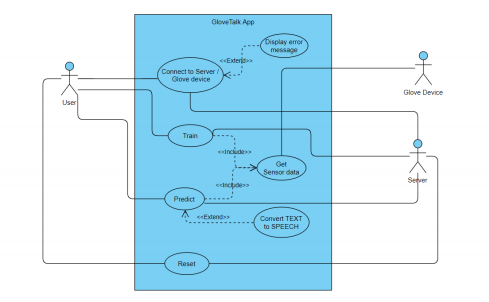 GloveTalk App
Display error
message
<<Extend>>
Connect to Server /
Glove device
User
Glove Device
Train
<<Include>>
Get
Sensor data
Server
<<Include>>
Predict
<<Extend>>
Convert TEXT
to SPEECH
Reset